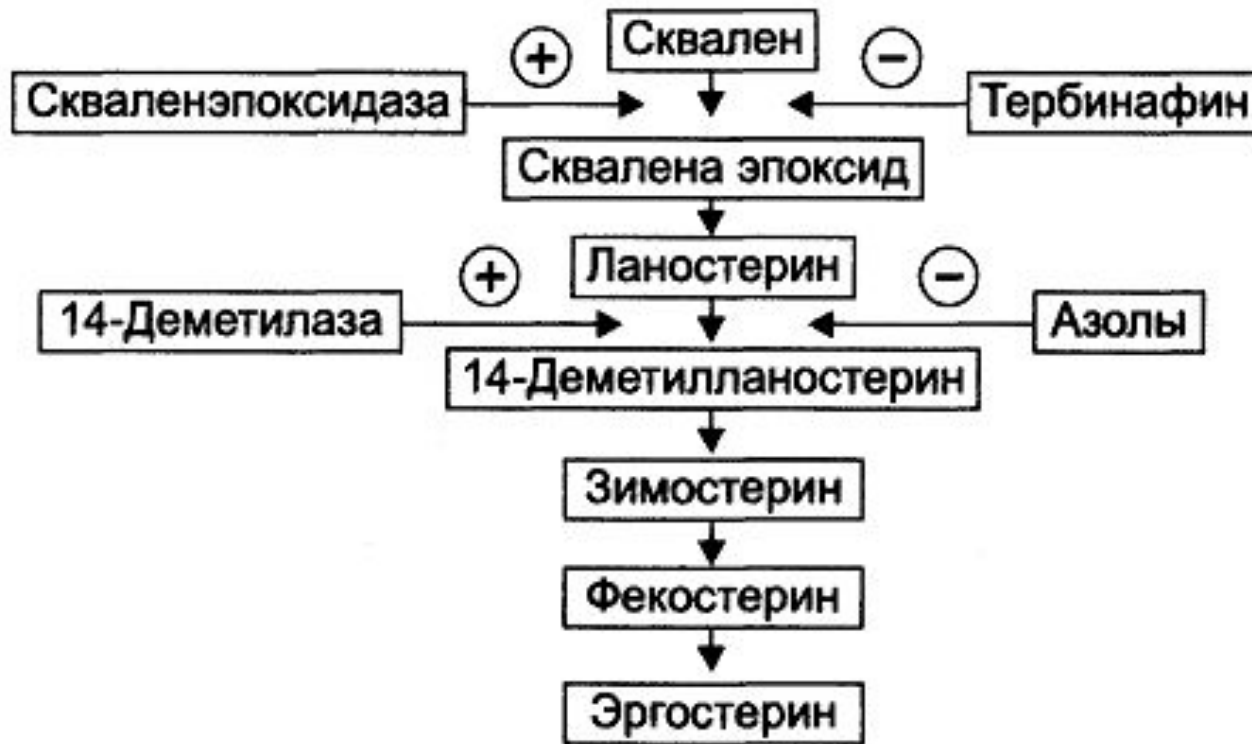 Сквален
+
−
Скваленэпоксидаза
Тербинафин
Сквалена эпоксид
Ланостерин
+
−
14-Деметилаза
Азолы
14-Деметилланостерин
Зимостерин
Фекостерин
Эргостерин